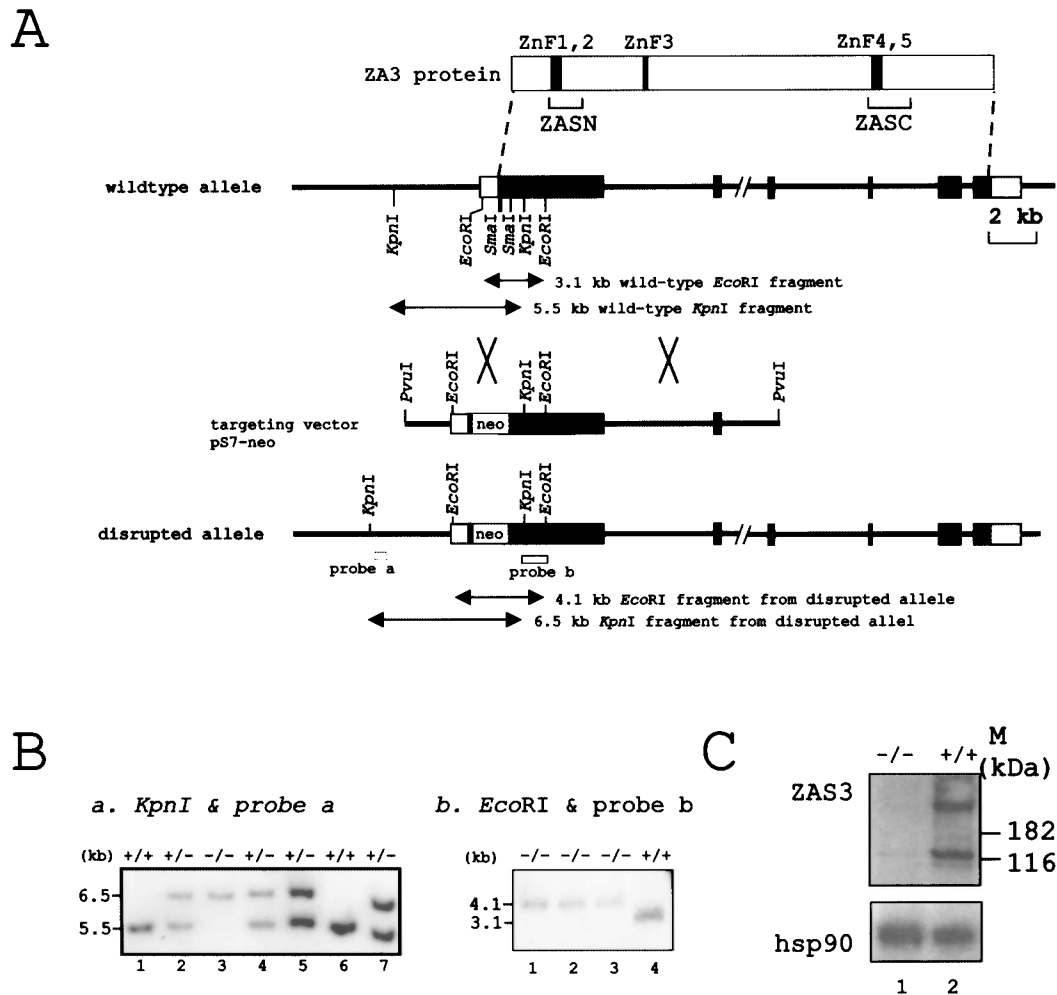 A
ZnF1,2 ZnF3 ZnF4,5
ZA3 protein
ZASN ZASC
wildtype allele
2 kb
KpnI EcoRI SmaI SmaI KpnI EcoRI
3.1 kb wild-type EcoRI fragment
5.5 kb wild-type KpnI fragment
PvuI EcoRI KpnI EcoRI PvuI
neo
targeting vector
pS7-neo
KpnI EcoRI KpnI EcoRI
disrupted allele
neo
probe a probe b
4.1 kb EcoRI fragment from disrupted allele
6.5 kb KpnI fragment from disrupted allel
B
a. KpnI & probe a
(kb) +/+ +/- -/- +/- +/- +/+ +/-
6.5
5.5
1 2 3 4 5 6 7
b. EcoRI & probe b
(kb) -/- -/- -/- +/+
4.1
3.1
1 2 3 4
C
-/- +/+ M
(kDa)
ZAS3
182
116
hsp90
1 2